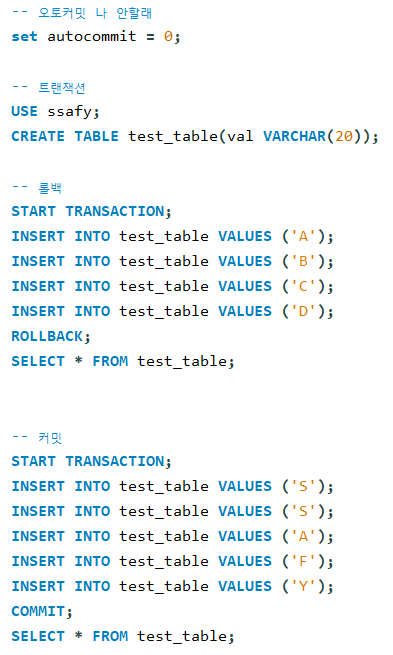 -- 오토커밋 나 안할래
set autocommit = 0;
-- 트랜잭션
USE ssafy;
CREATE TABLE test_table(val VARCHAR(20));
-- 롤백
START TRANSACTION;
INSERT INTO test_table VALUES ('A');
INSERT INTO test_table VALUES ('B');
INSERT INTO test_table VALUES ('C');
INSERT INTO test_table VALUES ('D');
ROLLBACK;
SELECT * FROM test_table;
-- 커밋
START TRANSACTION;
INSERT INTO test_table VALUES ('S');
INSERT INTO test_table VALUES ('S');
INSERT INTO test_table VALUES ('A');
INSERT INTO test_table VALUES ('F');
INSERT INTO test_table VALUES ('Y');
COMMIT;
SELECT * FROM test_table;